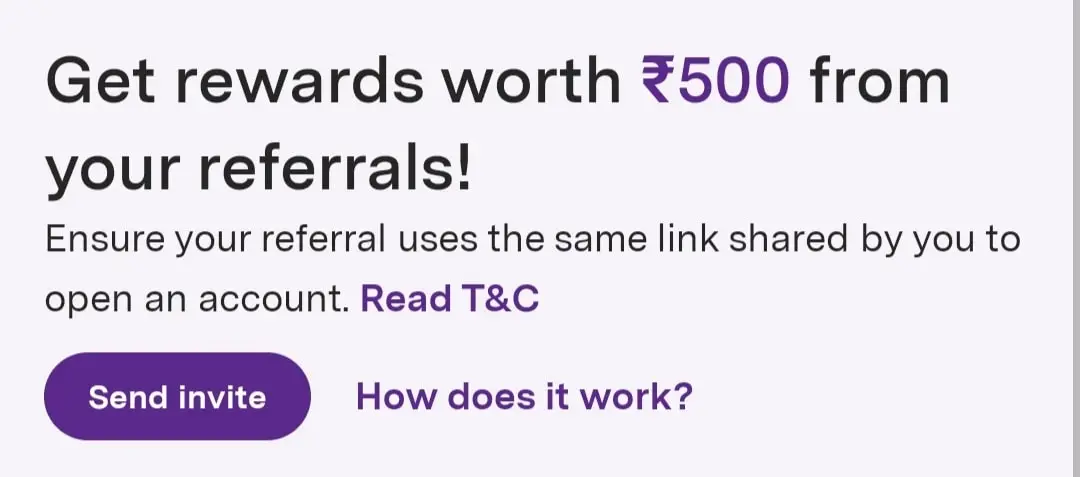 Get rewards worth ₹500 from
your referrals!
Ensure your referral uses the same link shared by you to
open an account. Read T&C
Send invite How does it work?